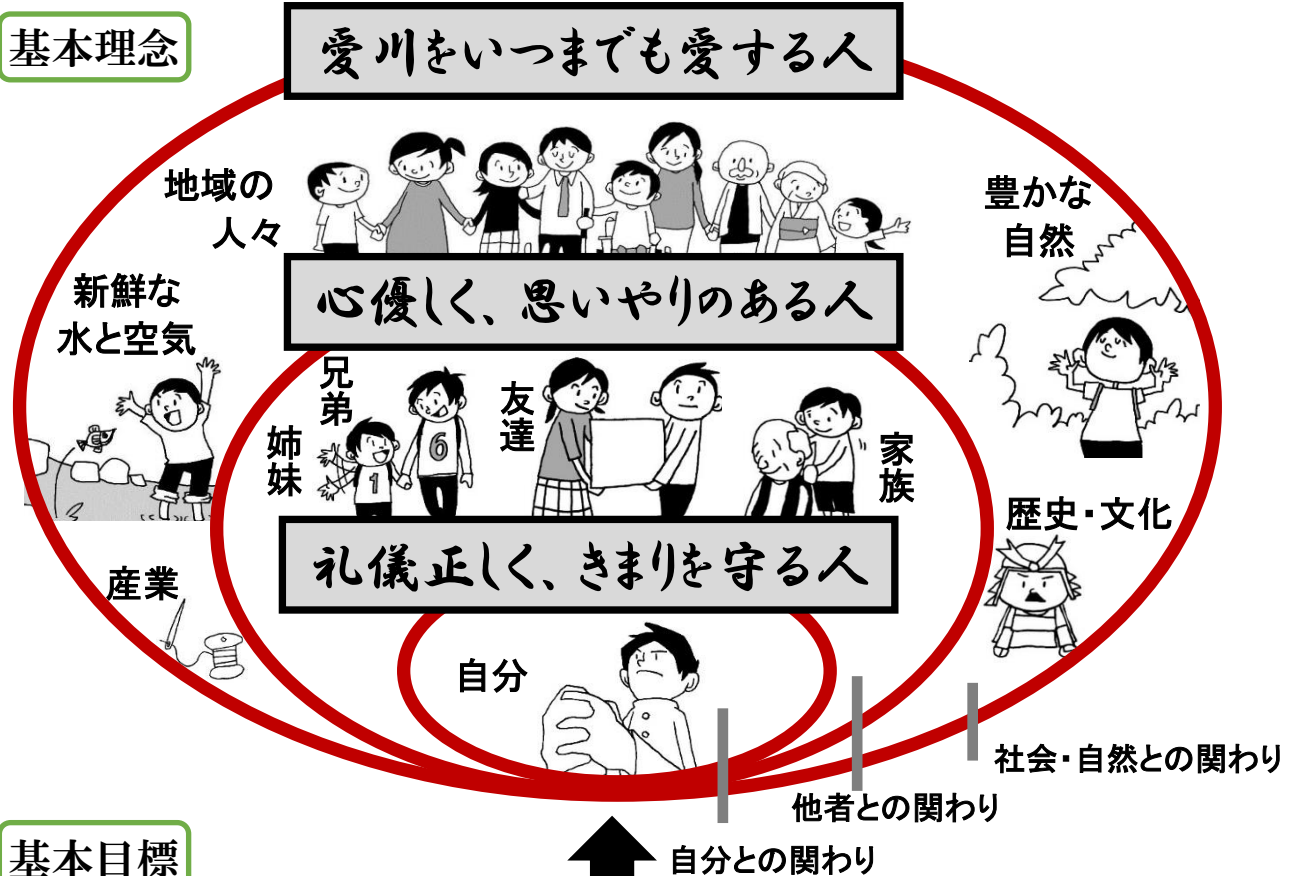 基本理念
愛川をいつまでも愛する人
地域の
人々
豊かな
自然
新鮮な
水と空気
心優しく、思いやりのある人
兄弟
姉妹
友達
家族
6
1
歴史・文化
礼儀正しく、きまりを守る人
産業
自分
社会・自然との関わり
他者との関わり
自分との関わり
基本目標